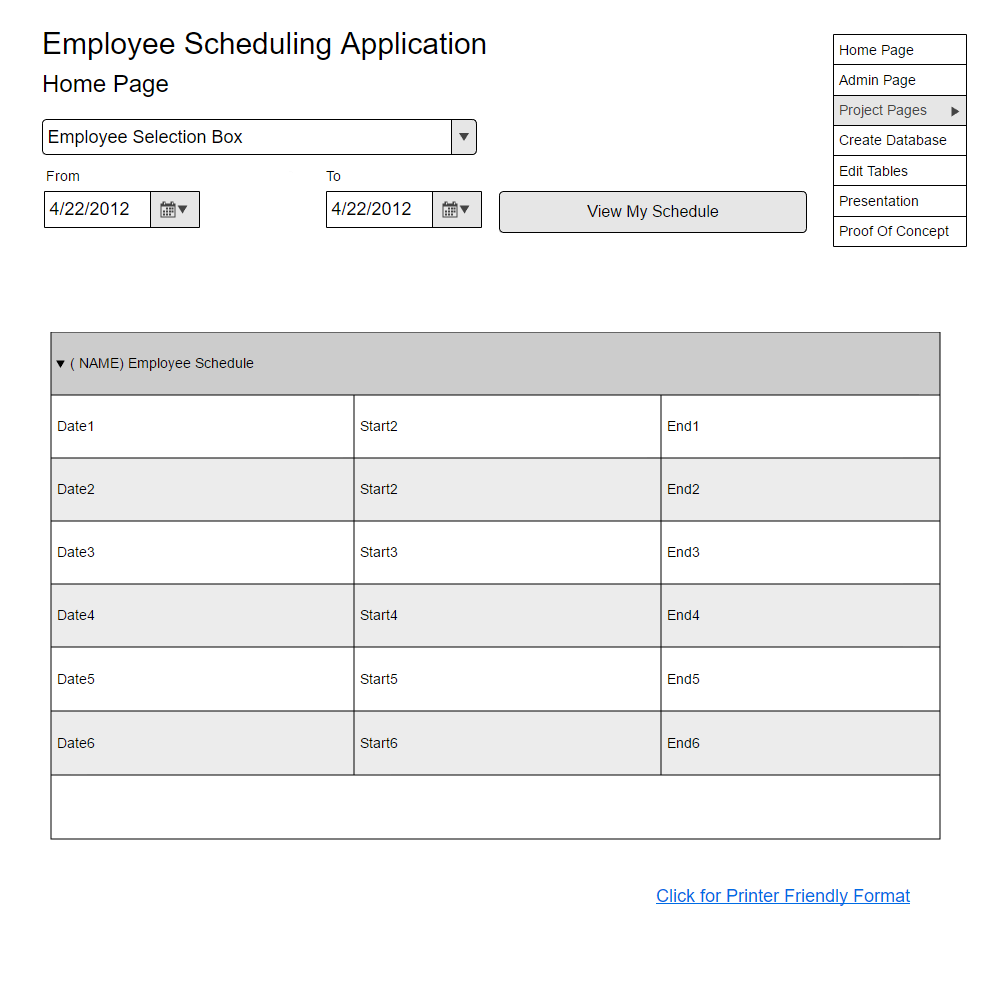 Employee Scheduling Application
Home Page
Employee Selection Box
From
To
4/22/2012
4/22/2012
View My Schedule
Home Page
Admin Page
Project Pages
Create Database
Edit Tables
Presentation
Proof Of Concept
( NAME) Employee Schedule
Date1 Start2 End1
Date2 Start2 End2
Date3 Start3 End3
Date4 Start4 End4
Date5 Start5 End5
Date6 Start6 End6
Click for Printer Friendly Format